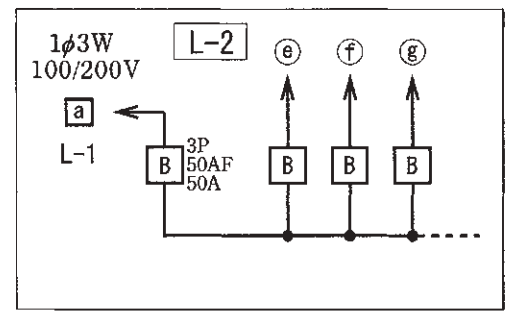 1φ3W
100/200V
L-2
ⓔ ⓕ ⓖ
a
L-1
B
3P
50AF
50A
B B B